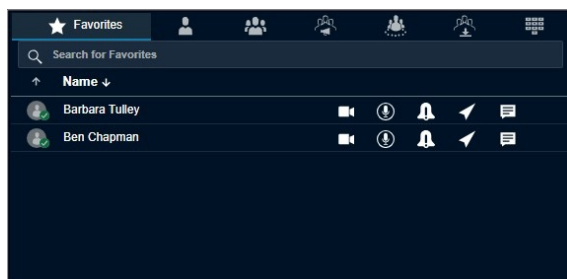 Favorites
Search for Favorites
Name
Barbara Tulley
Ben Chapman